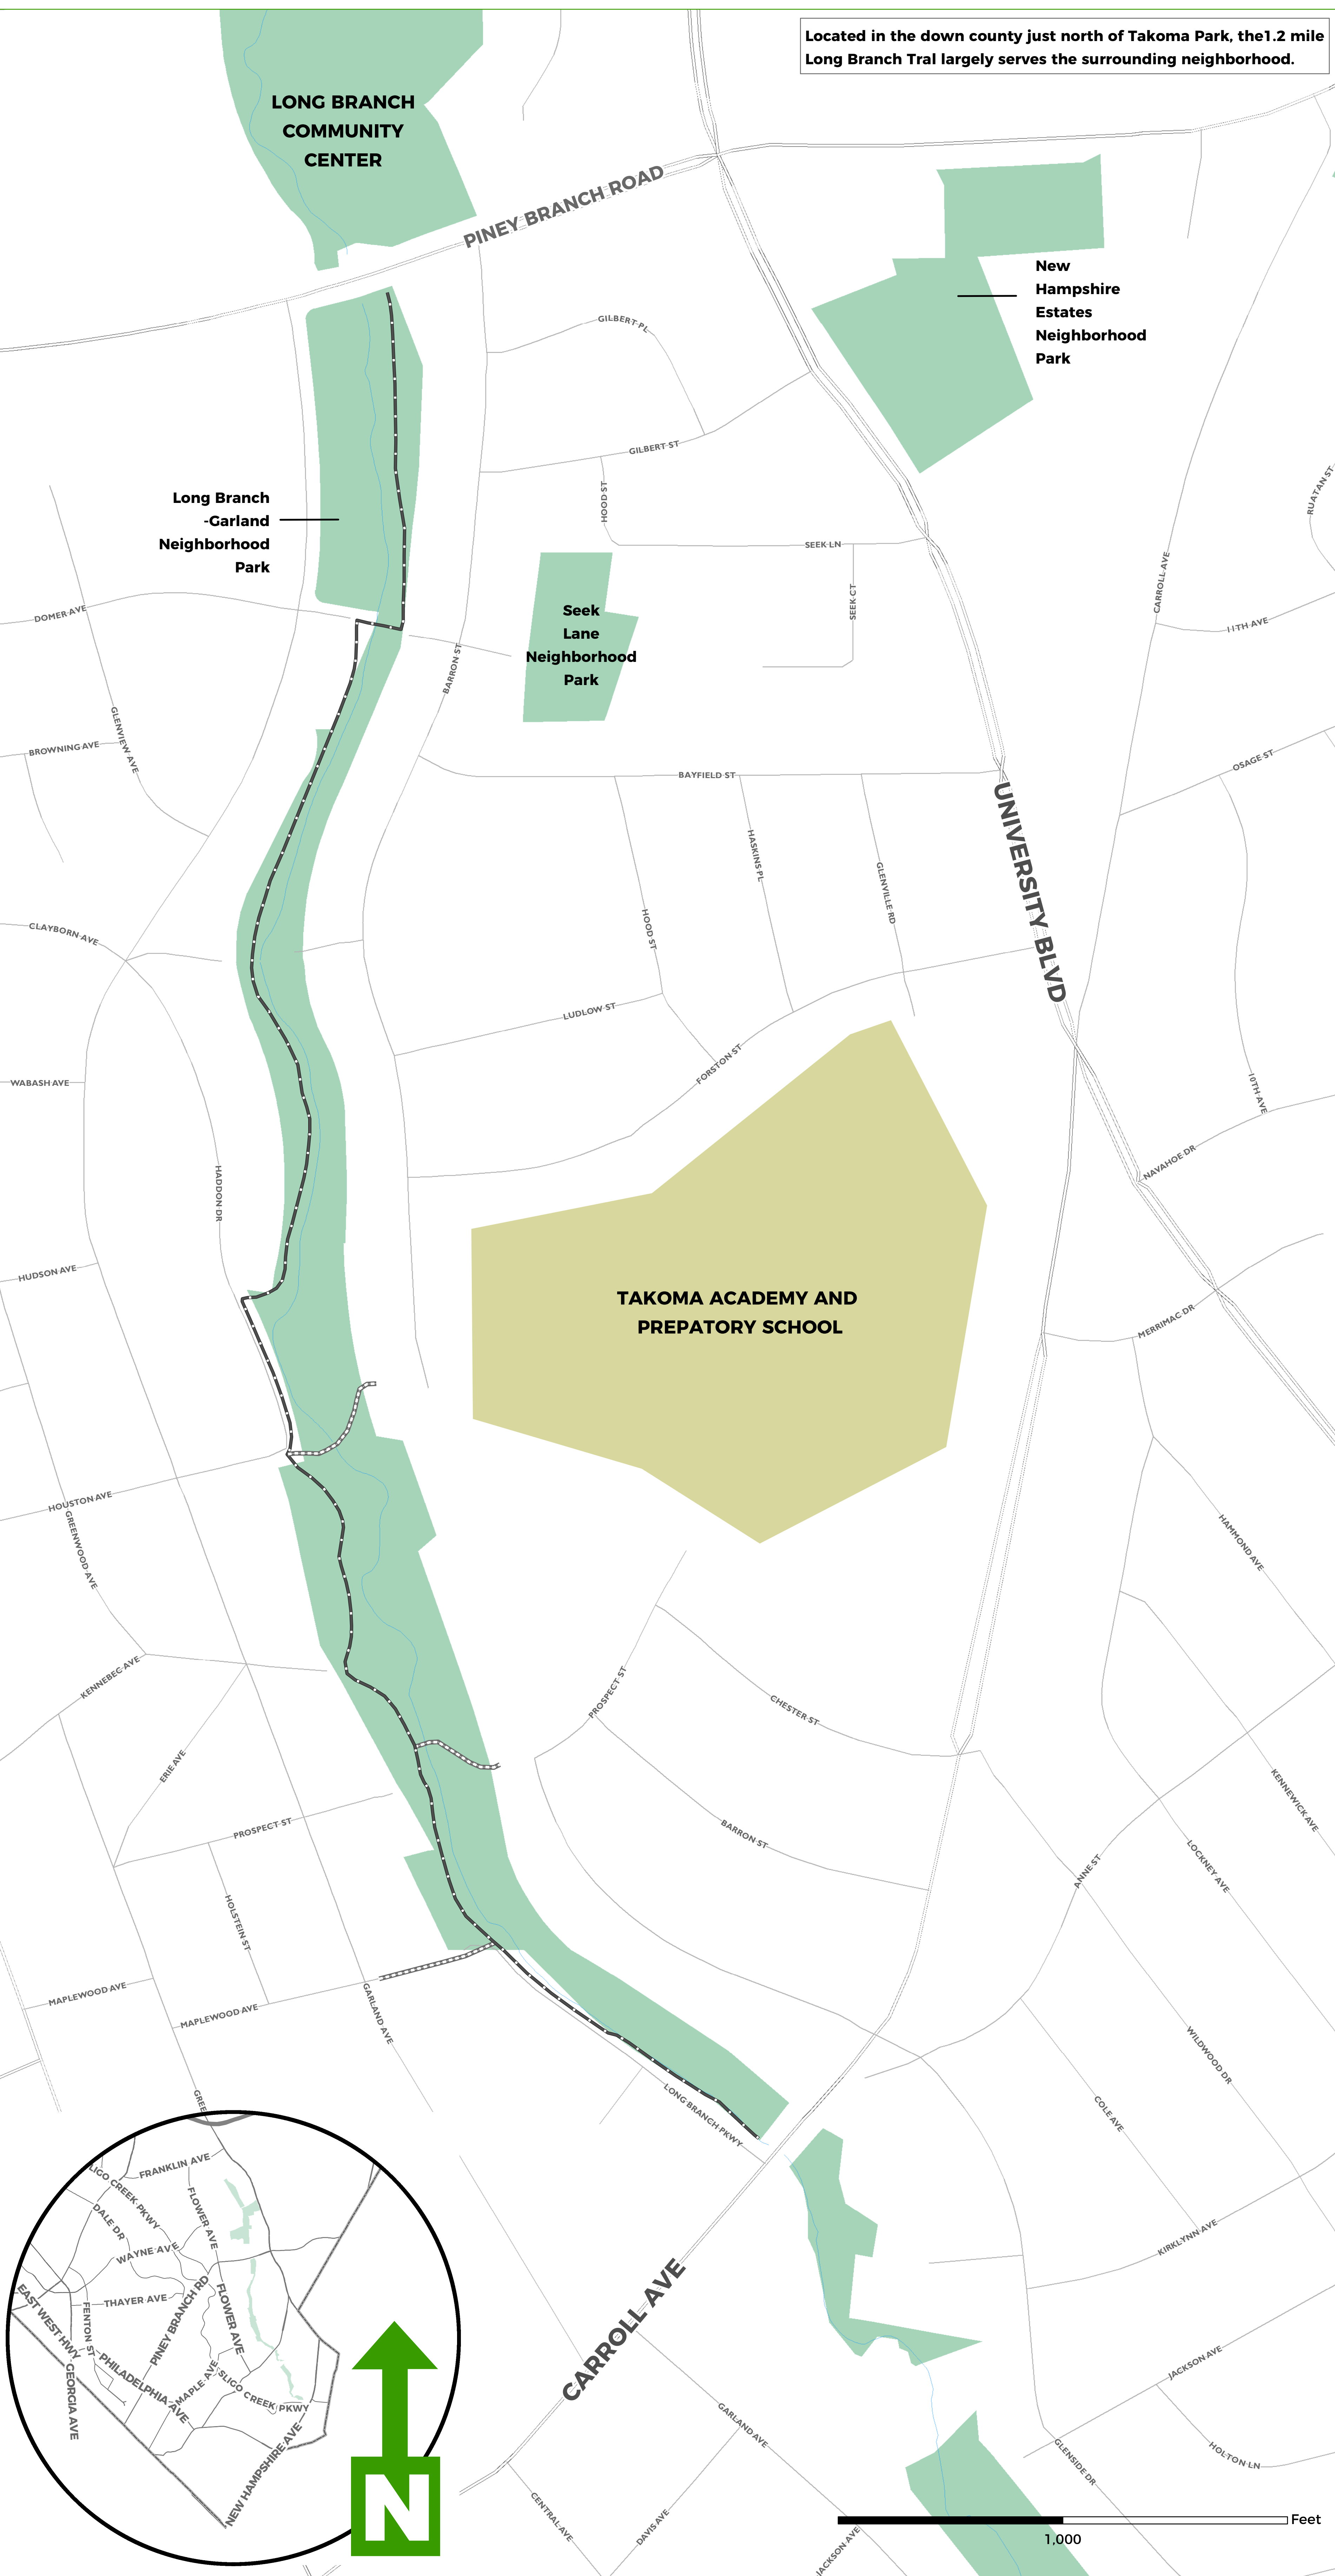 Located in the down county just north of Takoma Park, the1.2 mile
Long Branch Tral largely serves the surrounding neighborhood.
LONG BRANCH
COMMUNITY
CENTER
PINEY BRANCH ROAD
New
Hampshire
Estates
Neighborhood
Park
GILBERT PL
GILBERT ST
HOOD ST
RUATAN ST
Long Branch
-Garland
Neighborhood
Park
SEEK LN
SEEK CT
CARROLL AVE
DOMER AVE
Seek
Lane
Neighborhood
Park
11TH AVE
BARRON ST
GLENVIEW AVE
BROWNING AVE
BAYFIELD ST
OSAGE ST
UNIVERSITY BLVD
HASKINS PL
GLENVILLE RD
HOOD ST
CLAYBORN AVE
LUDLOW ST
FORSTON ST
WABASH AVE
10TH AVE
NAVAHOE DR
HADDON DR
HUDSON AVE
TAKOMA ACADEMY AND
PREPATORY SCHOOL
MERRIMAC DR
HOUSTON AVE
GREENWOOD AVE
HAMMOND AVE
KENNEBEC AVE
PROSPECT ST
CHESTER ST
ERIE AVE
KENNEWICK AVE
PROSPECT ST
BARRON ST
ANNE ST
LOCKNEY AVE
HOLSTEIN ST
MAPLEWOOD AVE
MAPLEWOOD AVE
GARLAND AVE
WILDWOOD DR
LONG BRANCH PKWY
COLE AVE
GREE
FRANKLIN AVE
LIGO CREEK PKWY
FLOWER AVE
DALE DR
WAYNE AVE
KIRKLYNN AVE
THAYER AVE
EAST WEST HWY
FENTON ST
PINEY BRANCH RD
FLOWER AVE
CARROLL AVE
PHILADELPHIA AVE
MAPLE AVE
SLIGO CREEK PKWY
GEORGIA AVE
NEW HAMPSHIRE AVE
JACKSON AVE
GARLAND AVE
GLENSIDE DR
HOLTON LN
N
CENTRAL AVE
DAVIS AVE
JACKSON AVE
Feet
1,000